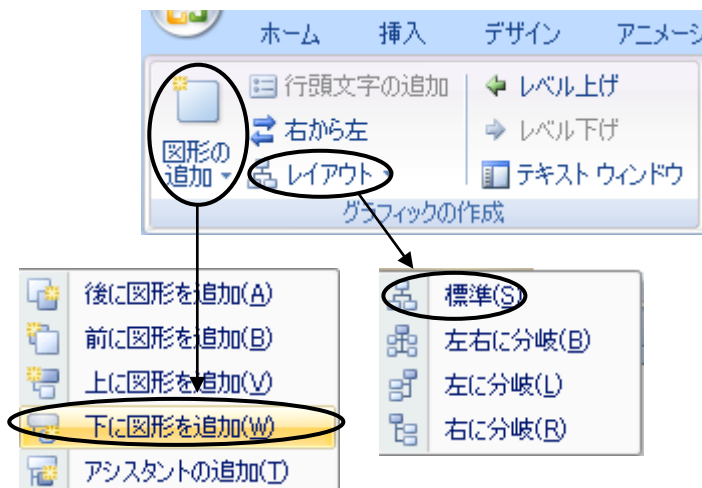 ホーム 挿入 デザイン アニメーシ
行頭文字の追加 レベル上げ
右から左 レベル下げ
図形の
追加 レイアウト テキスト ウィンドウ
グラフィックの作成
後に図形を追加(A)
前に図形を追加(B)
上に図形を追加(V)
下に図形を追加(W)
アシスタントの追加(T)
標準(S)
左右に分岐(B)
左に分岐(L)
右に分岐(R)